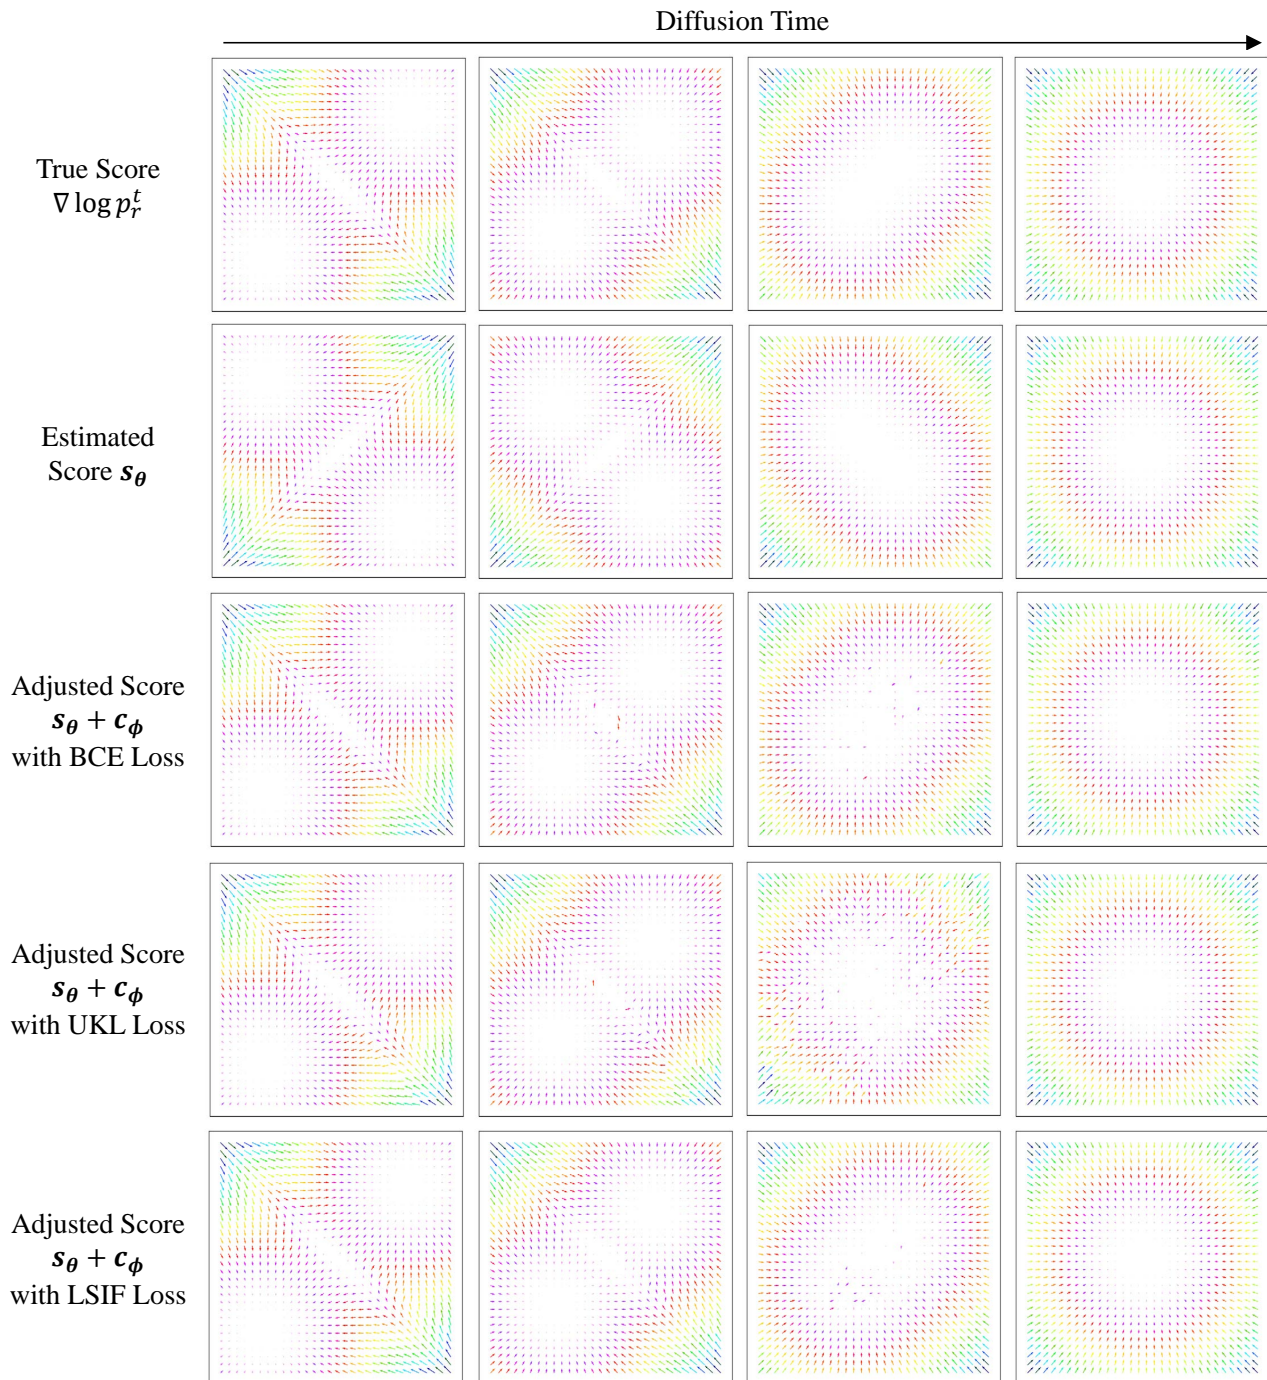 Diffusion Time
True Score
∇ log p_r^t
Estimated
Score s_θ
Adjusted Score
s_θ + c_ϕ
with BCE Loss
Adjusted Score
s_θ + c_ϕ
with UKL Loss
Adjusted Score
s_θ + c_ϕ
with LSIF Loss